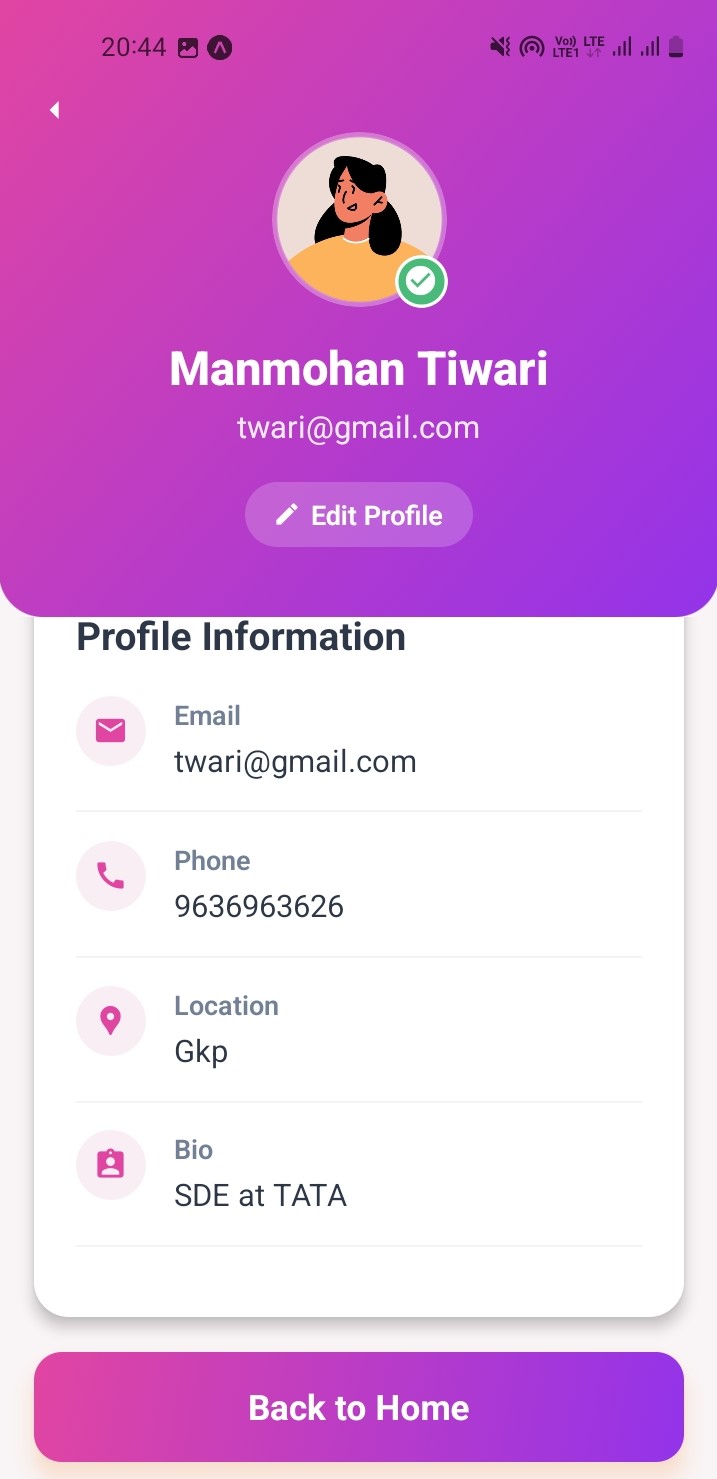 20:44 Vo)) LTE1 LTE
Manmohan Tiwari
twari@gmail.com
Edit Profile
Profile Information
Email
twari@gmail.com
Phone
9636963626
Location
Gkp
Bio
SDE at TATA
Back to Home